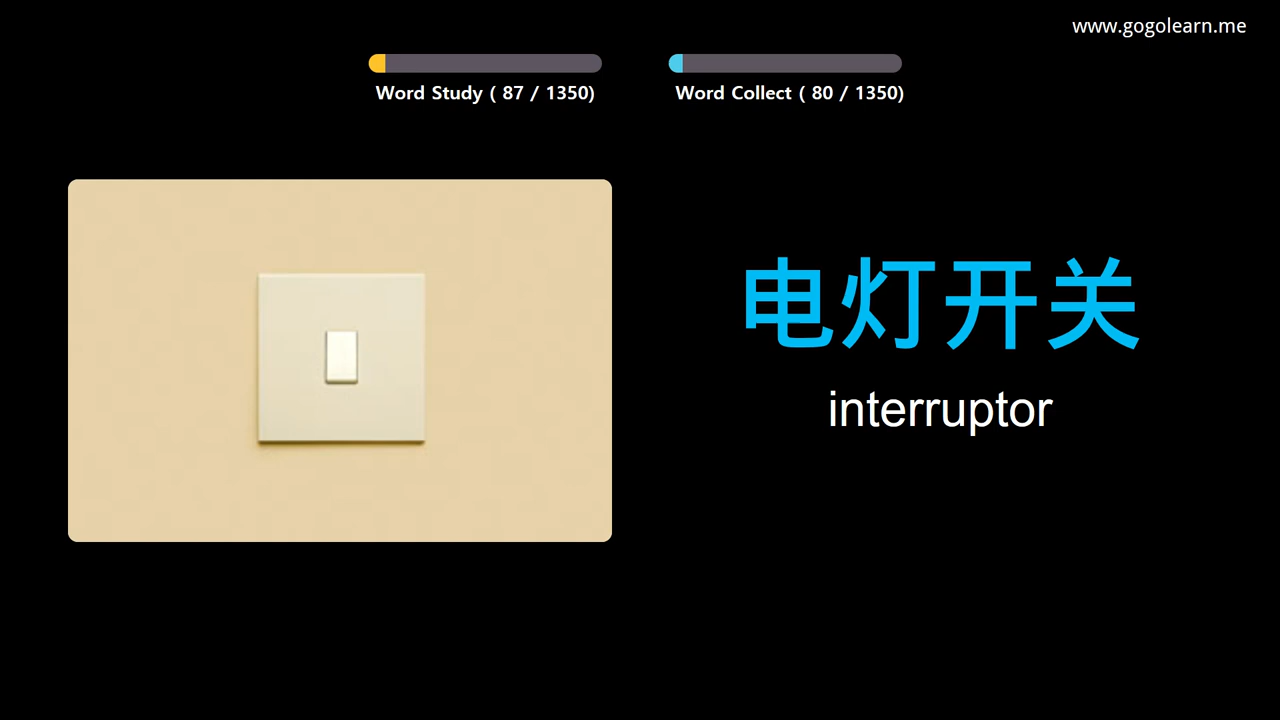 www.gogolearn.me
Word Study ( 87 / 1350)
Word Collect ( 80 / 1350)
电灯开关
interruptor